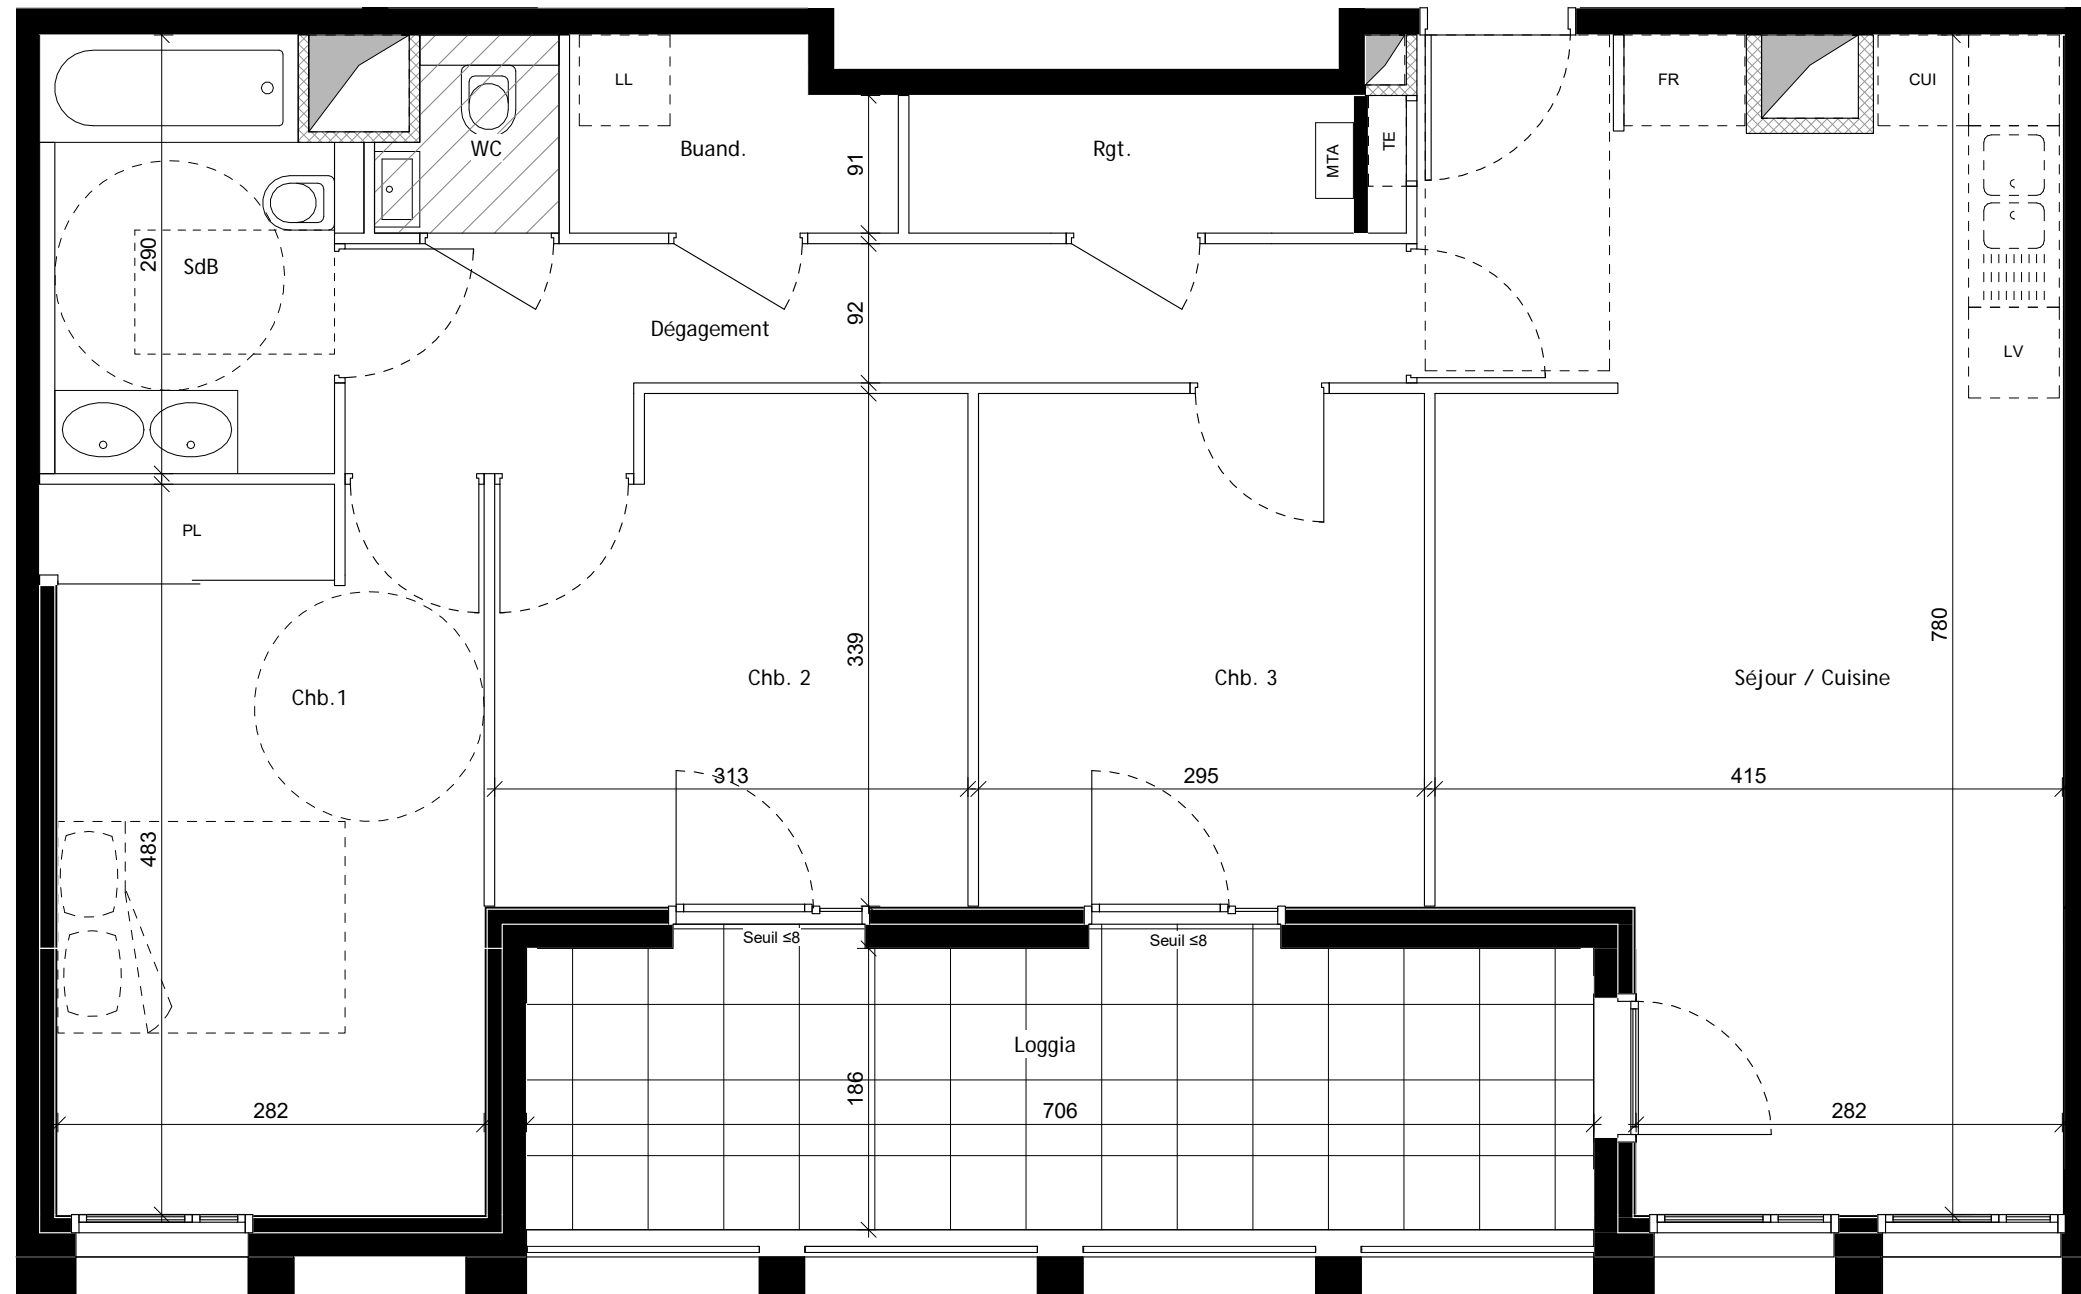 LL
FR
CUI
WC
Buand.
Rgt.
MTA
TE
91
290
SdB
92
Dégagement
LV
PL
339
780
Chb.1
Chb. 2
Chb. 3
Séjour / Cuisine
313
295
415
483
Seuil ≤8
Seuil ≤8
Loggia
186
282
706
282